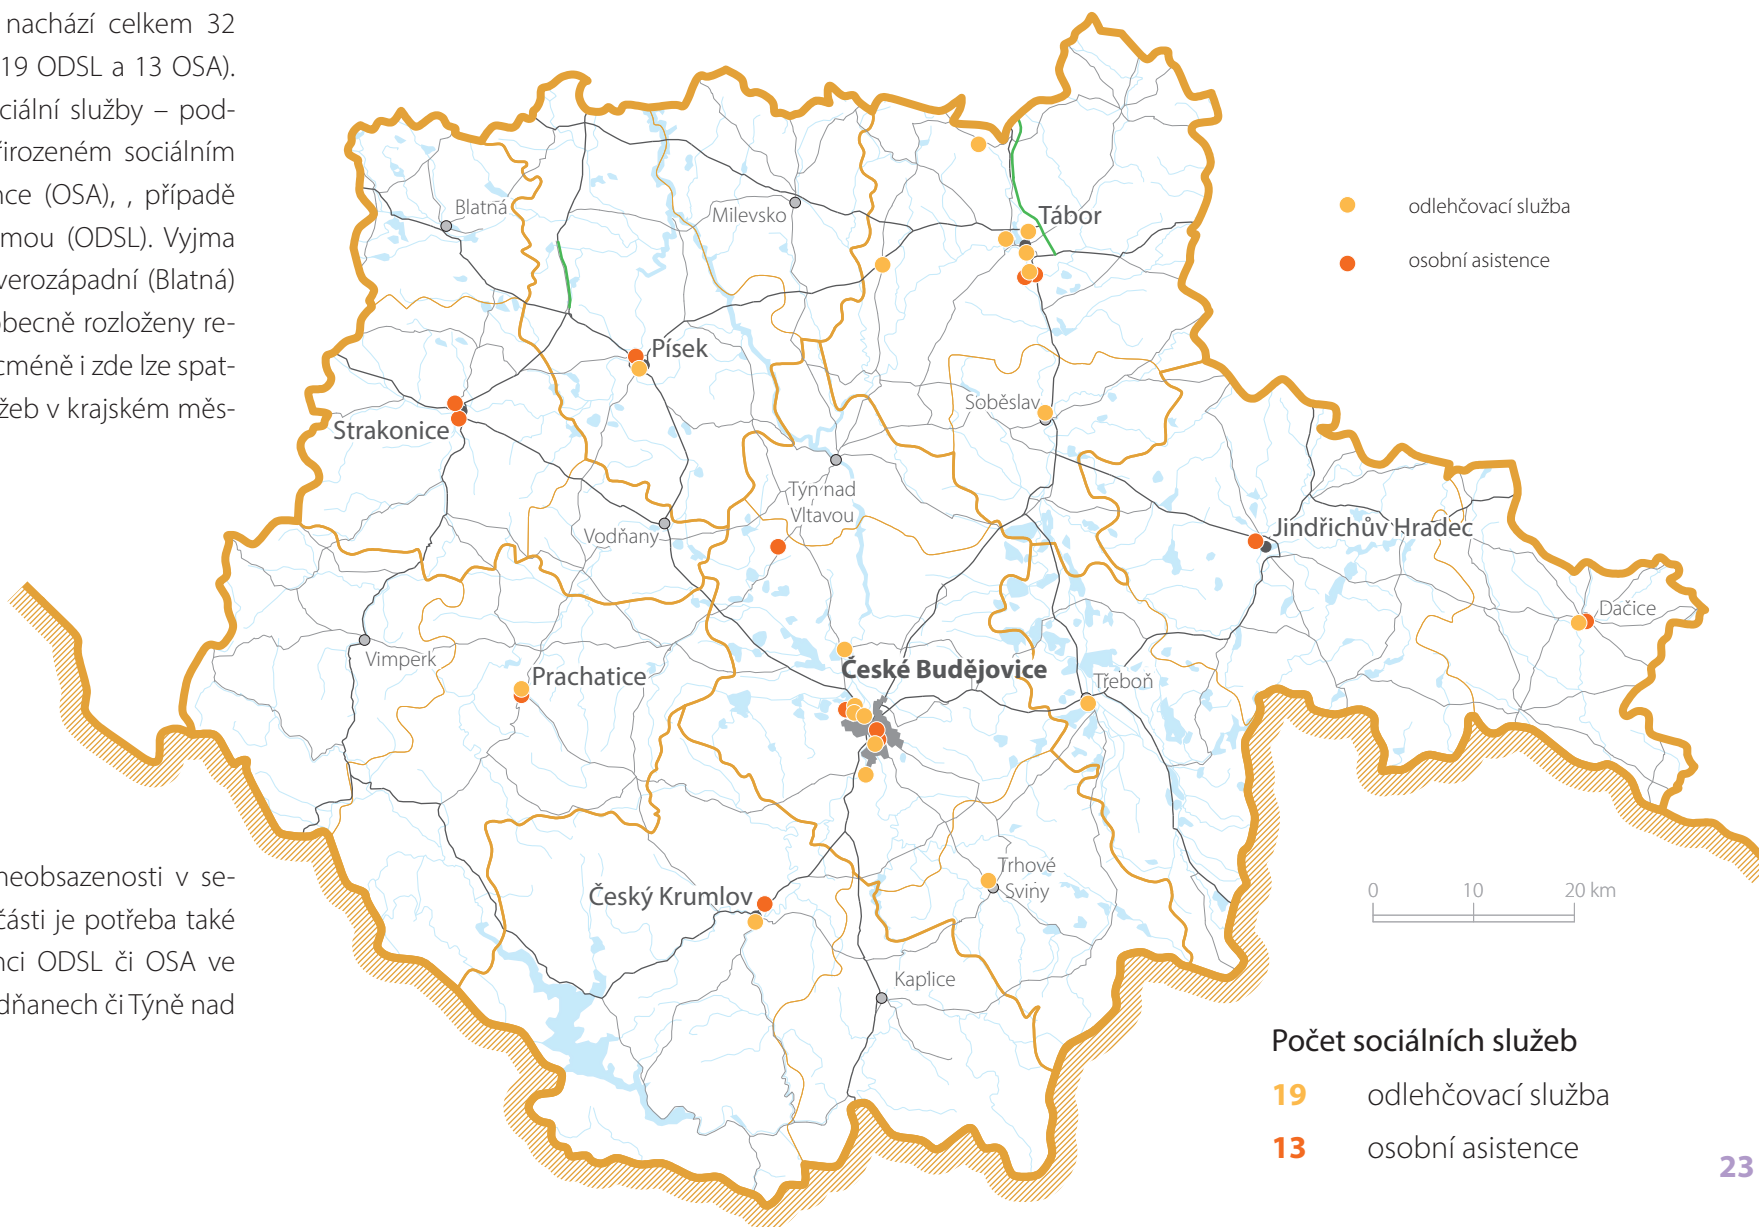 nachází celkem 32
19 ODSL a 13 OSA).
ciální služby – pod-
řirozeném sociálním
nce (OSA), , případě
mou (ODSL). Vyjma
verozápadní (Blatná)
obecně rozloženy re-
cméně i zde lze spat-
žeb v krajském měs-
neobsazenosti v se-
části je potřeba také
nci ODSL či OSA ve
dňanech či Týně nad
Blatná
Milevsko
Tábor
Písek
Strakonice
Soběslav
Týn nad
Vltavou
Vodňany
Jindřichův Hradec
Dačice
Vimperk
Prachatice
České Budějovice
Třeboň
Český Krumlov
Trhové
Sviny
Kaplice
odlehčovací služba
osobní asistence
0 10 20 km
Počet sociálních služeb
19 odlehčovací služba
13 osobní asistence
23